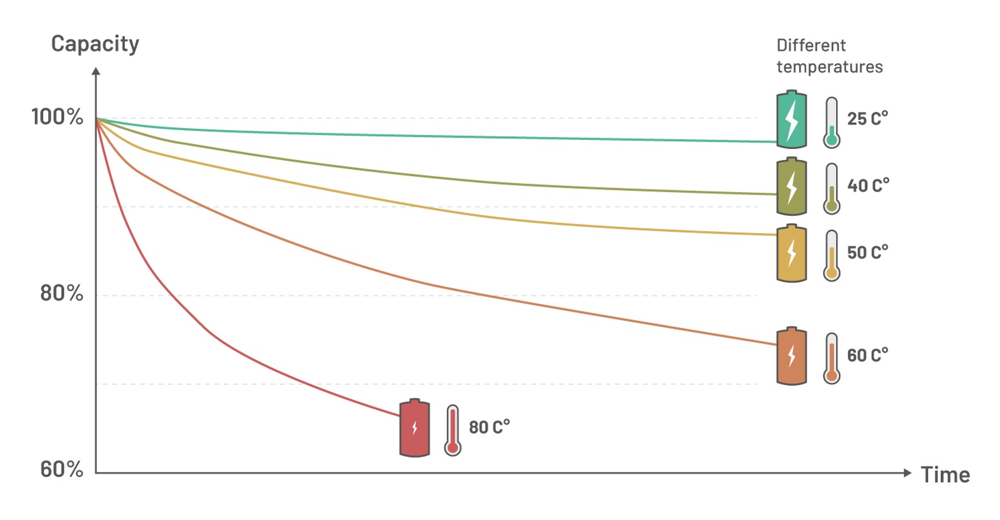 Capacity
Different
temperatures
100%
25 C°
40 C°
50 C°
80%
60 C°
80 C°
60%
Time